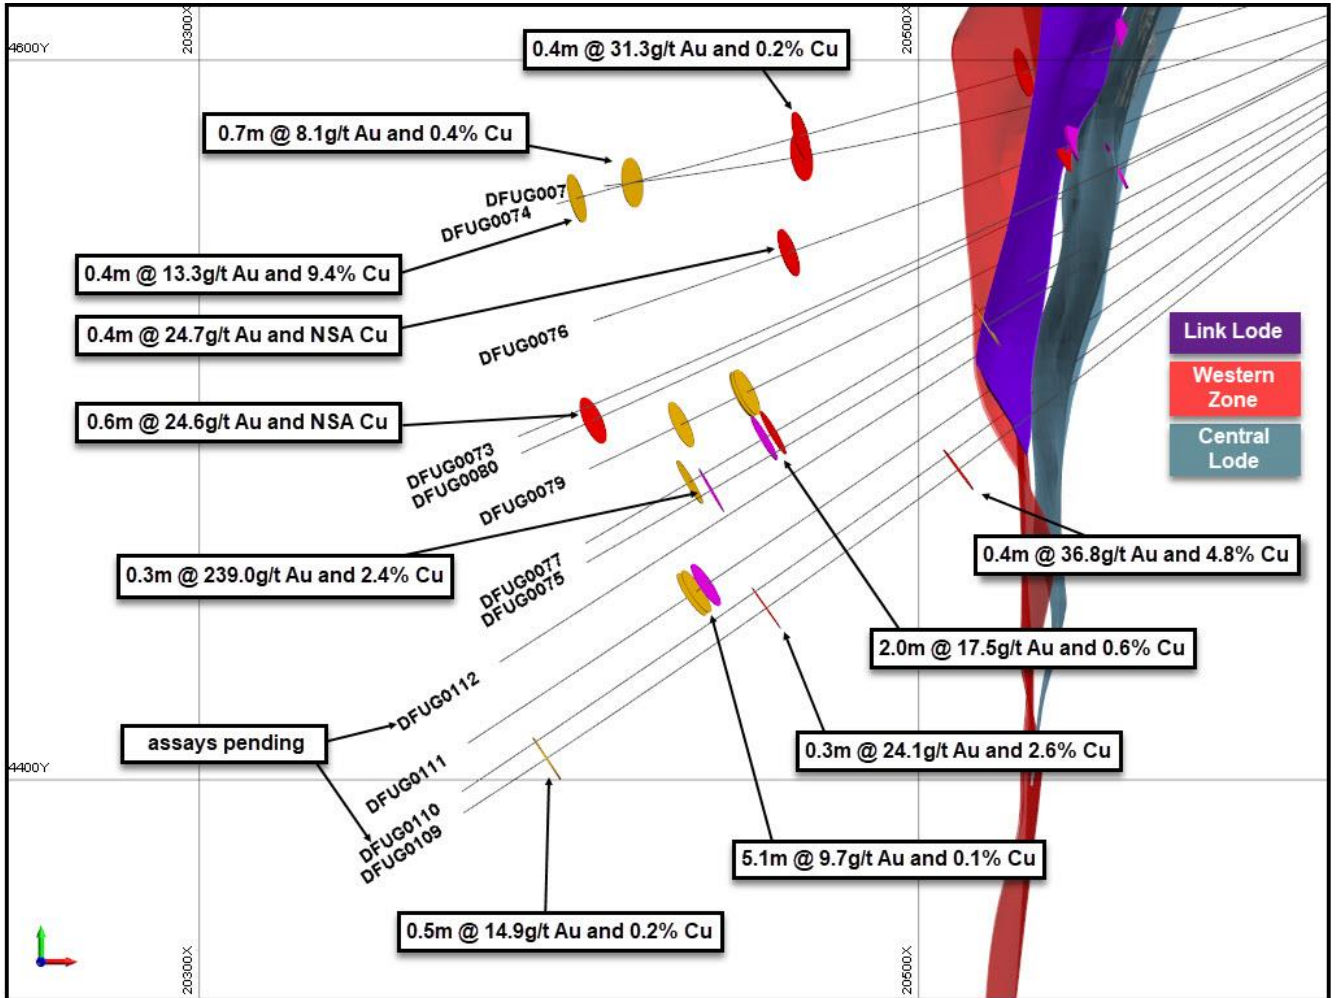 20300X
20500X
4600Y
0.4m @ 31.3g/t Au and 0.2% Cu
0.7m @ 8.1g/t Au and 0.4% Cu
DFUG007
DFUG0074
0.4m @ 13.3g/t Au and 9.4% Cu
0.4m @ 24.7g/t Au and NSA Cu
DFUG0076
Link Lode
Western
Zone
Central
Lode
0.6m @ 24.6g/t Au and NSA Cu
DFUG0073
DFUG0080
DFUG0079
0.4m @ 36.8g/t Au and 4.8% Cu
0.3m @ 239.0g/t Au and 2.4% Cu
DFUG0077
DFUG0075
2.0m @ 17.5g/t Au and 0.6% Cu
DFUG0112
assays pending
0.3m @ 24.1g/t Au and 2.6% Cu
4400Y
DFUG0111
DFUG0110
DFUG0109
5.1m @ 9.7g/t Au and 0.1% Cu
0.5m @ 14.9g/t Au and 0.2% Cu
20300X
20500X